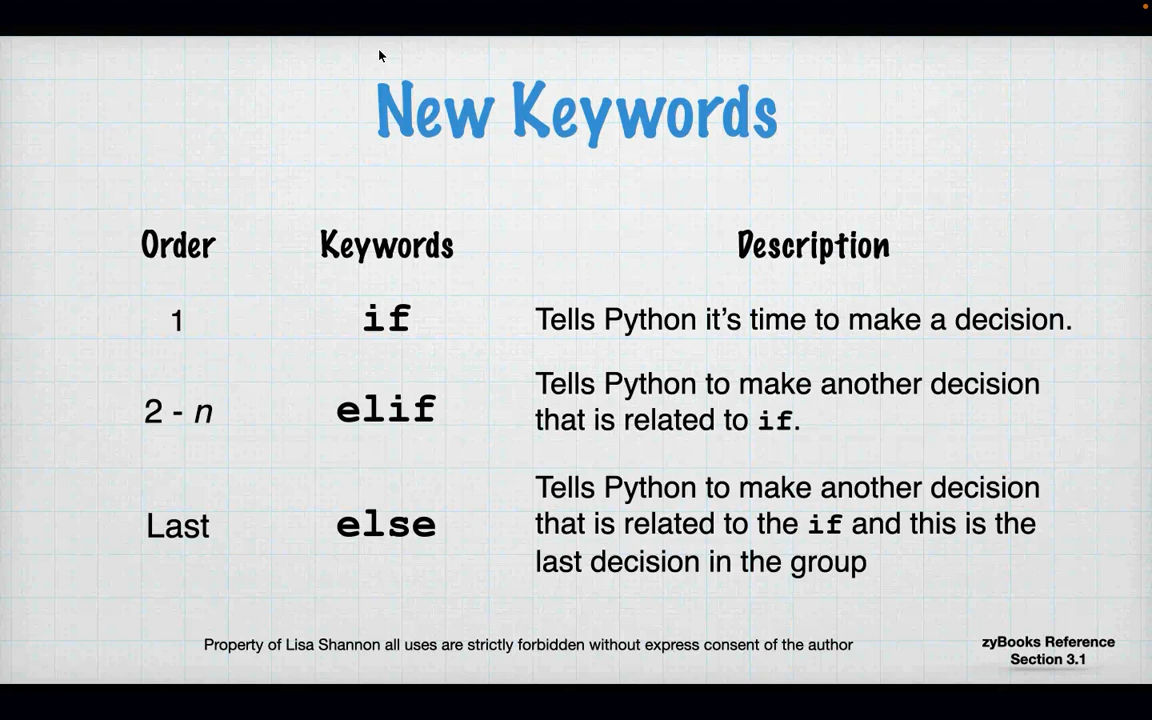 New Keywords
Order Keywords Description
1 if Tells Python it’s time to make a decision.
2 - n elif Tells Python to make another decision
that is related to if.
Last else Tells Python to make another decision
that is related to the if and this is the
last decision in the group
Property of Lisa Shannon all uses are strictly forbidden without express consent of the author
zyBooks Reference
Section 3.1